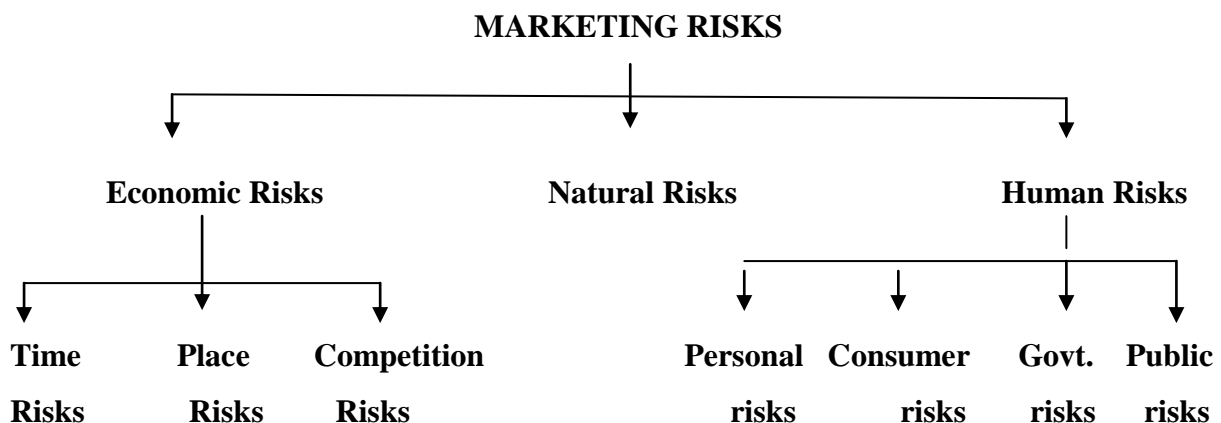 MARKETING RISKS
Economic Risks Natural Risks Human Risks
Time Place Competition Personal Consumer Govt. Public
Risks Risks Risks risks risks risks risks